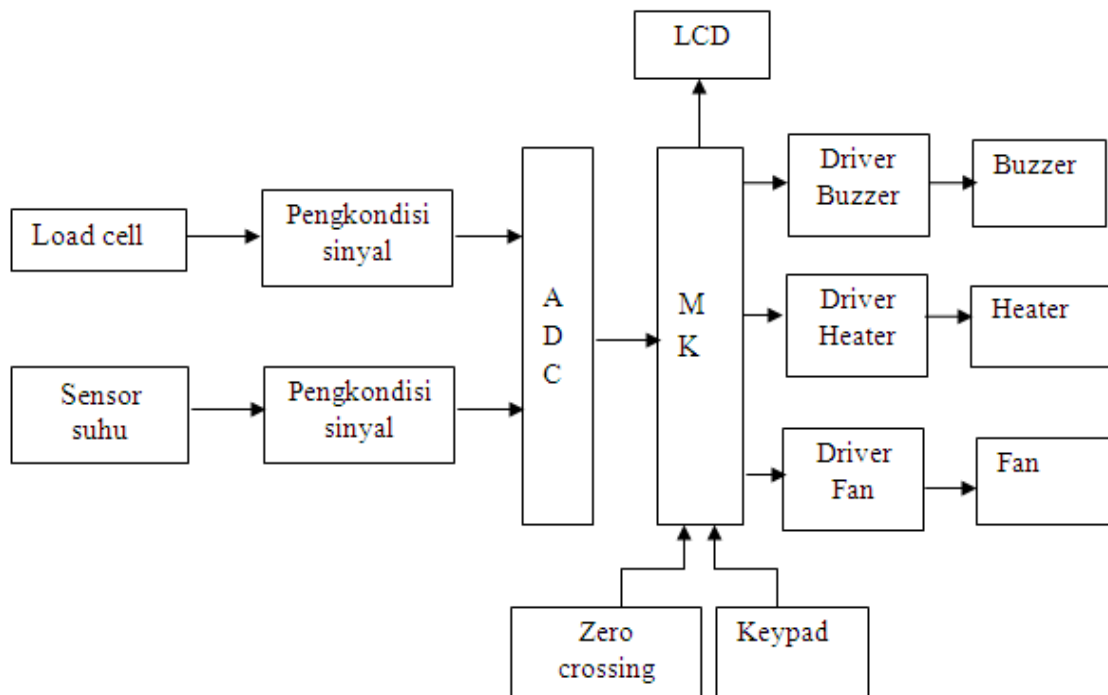 LCD
Driver
Buzzer
Buzzer
Load cell
Pengkondisi
sinyal
A
D
C
M
K
Driver
Heater
Heater
Sensor
suhu
Pengkondisi
sinyal
Driver
Fan
Fan
Zero
crossing
Keypad